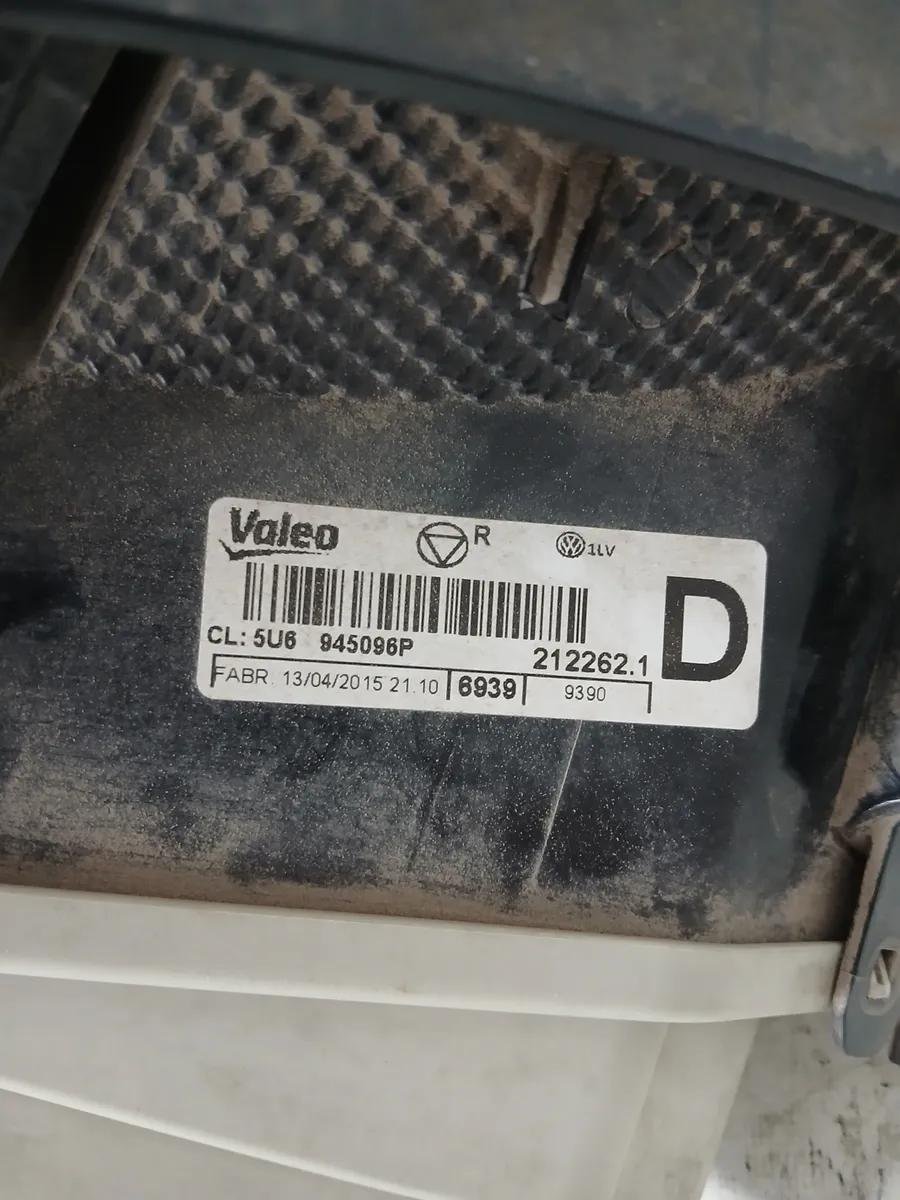 Valeo R 1LV
D
CL: 5U6 945096P 212262.1
FABR. 13/04/2015 21.10 6939 9390